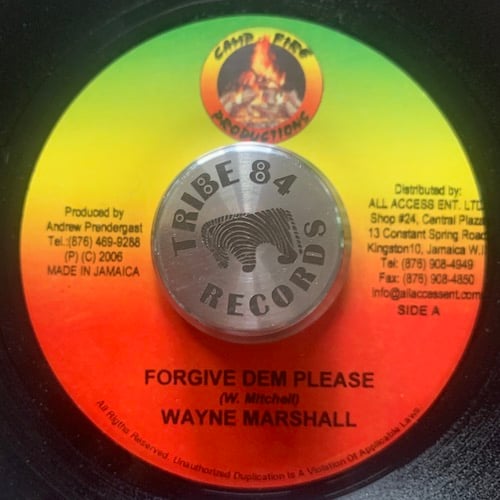 CAMP FIRE
PRODUCTIONS
TRIBE 84
RECORDS
Produced by
Andrew Prendergast
Tel.:(876) 469-9288
(P) (C) 2006
MADE IN JAMAICA
Distributed by:
ALL ACCESS ENT. LTD
Shop #24, Central Plaza
13 Constant Spring Road
Kingston10, Jamaica W.I
Tel: (876) 908-4949
Fax: (876) 908-4850
info@allaccessent.com
SIDE A
FORGIVE DEM PLEASE
(W. Mitchell)
WAYNE MARSHALL
All Rigths Reserved. Unauthorized Duplication Is A Violation Of Applicable Laws